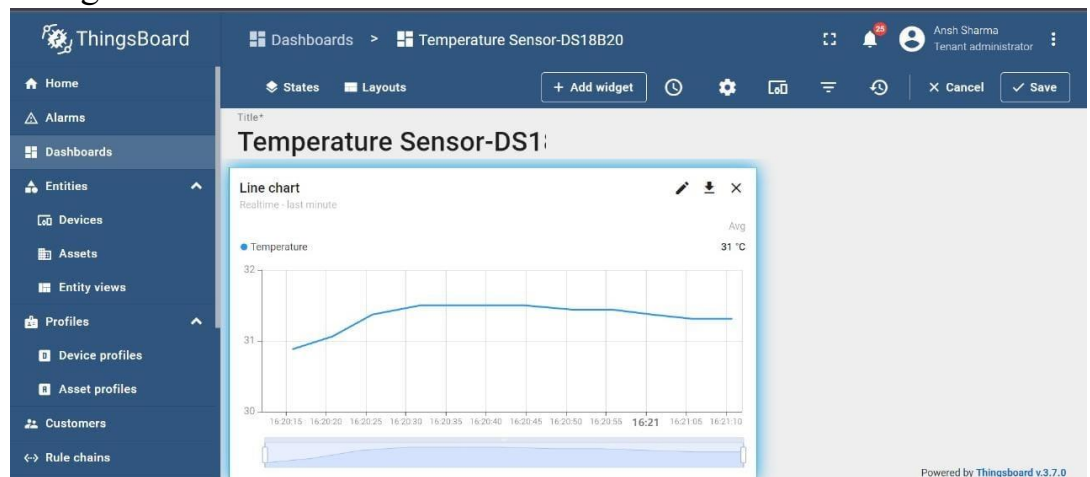 ThingsBoard
Dashboards > Temperature Sensor-DS18B20
25
Ansh Sharma
Tenant administrator
Home
Alarms
Dashboards
Entities
Devices
Assets
Entity views
Profiles
Device profiles
Asset profiles
Customers
Rule chains
States
Layouts
+ Add widget
Cancel
Save
Title*
Temperature Sensor-DS1
Line chart
Realtime - last minute
Avg
Temperature
31 °C
32
31
30
16:20:15 16:20:20 16:20:25 16:20:30 16:20:35 16:20:40 16:20:45 16:20:50 16:20:55 16:21 16:21:05 16:21:10
Powered by Thingsboard v.3.7.0